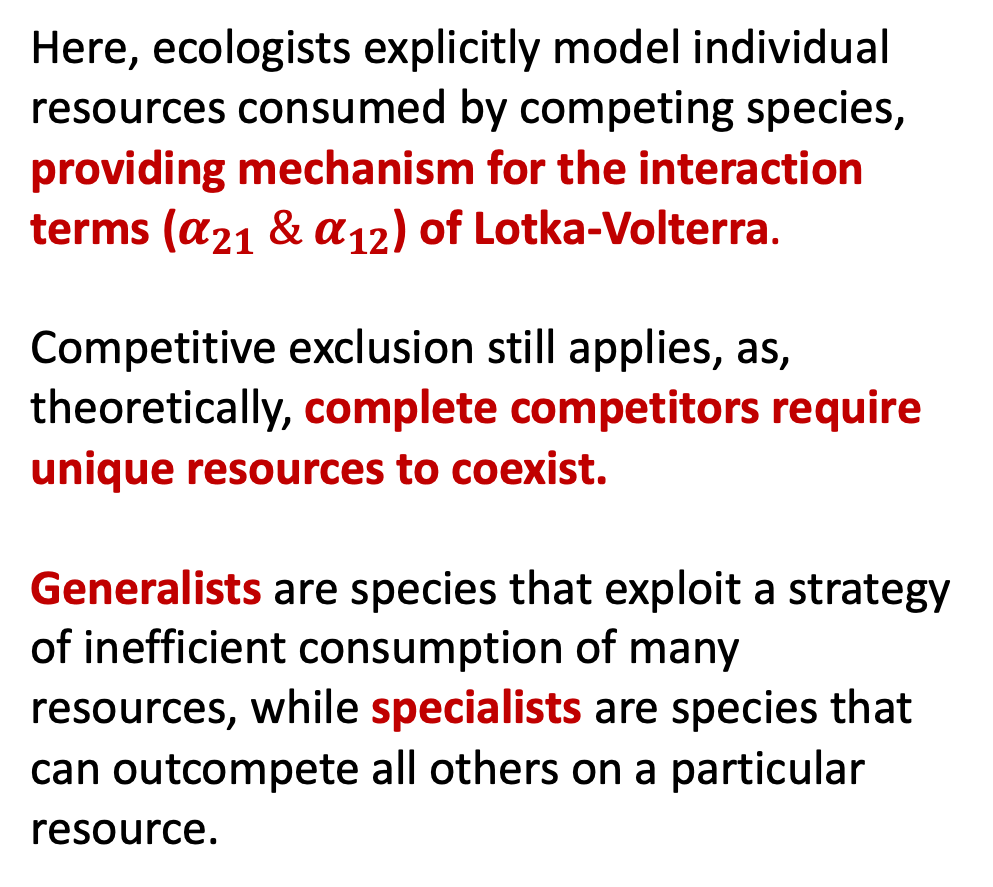 Here, ecologists explicitly model individual
resources consumed by competing species,
providing mechanism for the interaction
terms (α₂₁ & α₁₂) of Lotka-Volterra.
Competitive exclusion still applies, as,
theoretically, complete competitors require
unique resources to coexist.
Generalists are species that exploit a strategy
of inefficient consumption of many
resources, while specialists are species that
can outcompete all others on a particular
resource.